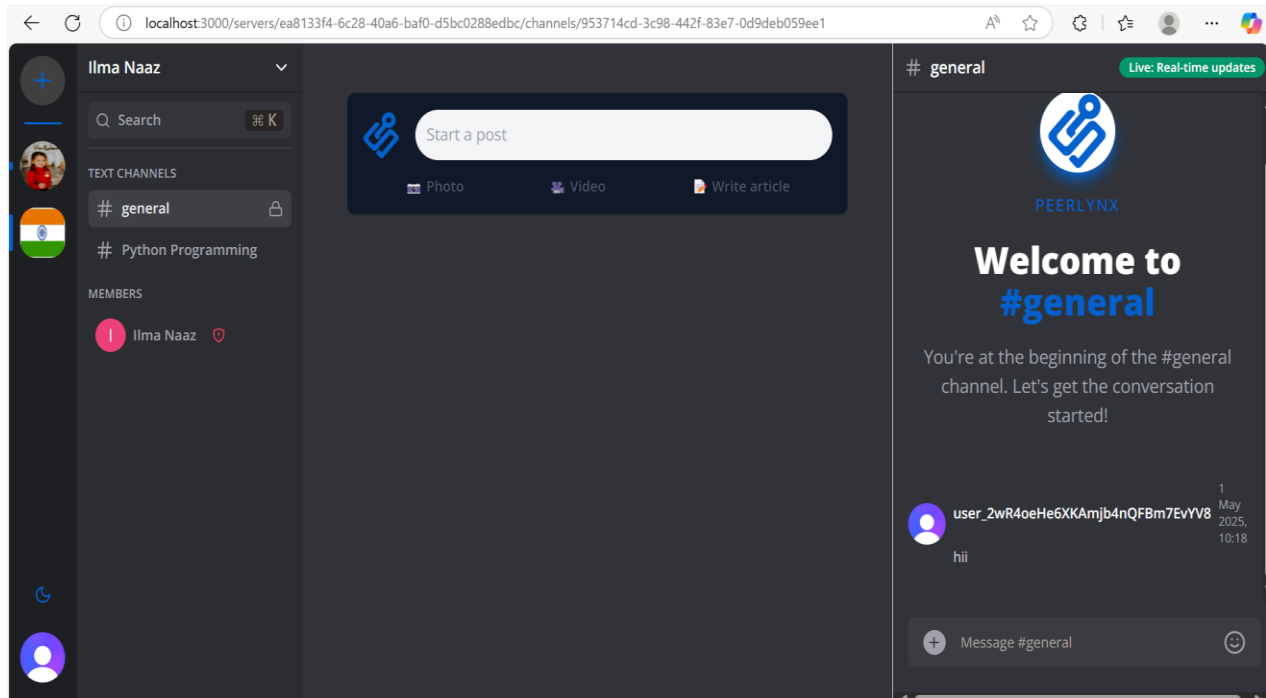 localhost:3000/servers/ea8133f4-6c28-40a6-baf0-d5bc0288edbc/channels/953714cd-3c98-442f-83e7-0d9deb059ee1
Ilma Naaz
Search ⌘ K
TEXT CHANNELS
# general
# Python Programming
MEMBERS
I Ilma Naaz
Start a post
Photo Video Write article
# general Live: Real-time updates
PEERLYNX
Welcome to
#general
You're at the beginning of the #general
channel. Let's get the conversation
started!
user_2wR4oeHe6XKAmjb4nQFBm7EvYV8
1
May
2025,
10:18
hii
Message #general